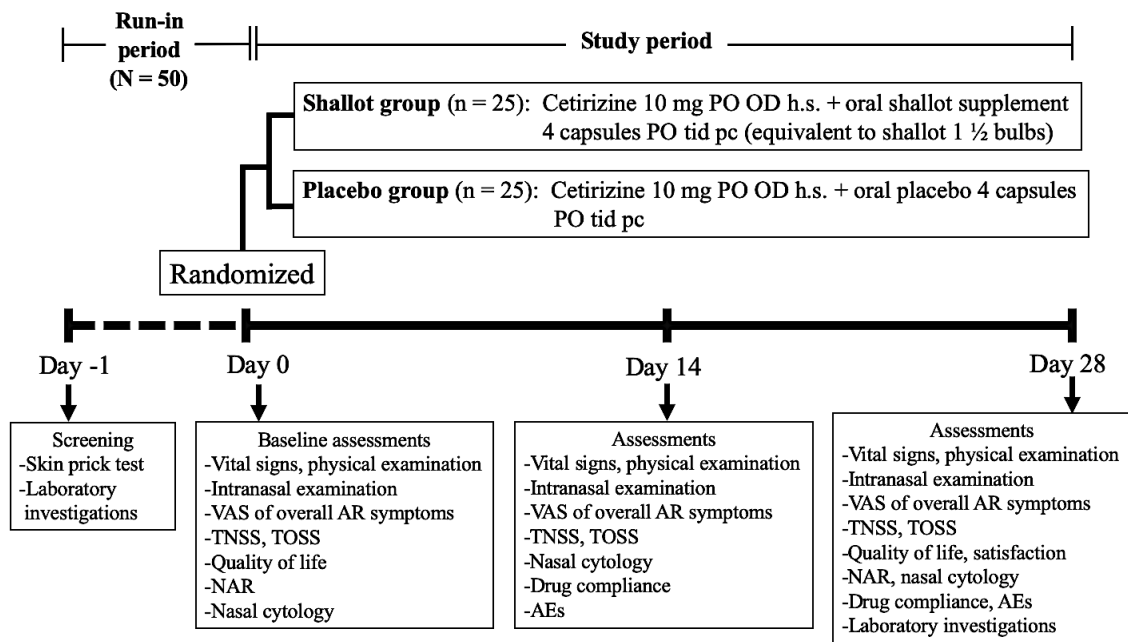 Run-in
period
(N = 50)
Study period
Shallot group (n = 25): Cetirizine 10 mg PO OD h.s. + oral shallot supplement
4 capsules PO tid pc (equivalent to shallot 1 ½ bulbs)
Placebo group (n = 25): Cetirizine 10 mg PO OD h.s. + oral placebo 4 capsules
PO tid pc
Randomized
Day -1
Day 0
Day 14
Day 28
Screening
-Skin prick test
-Laboratory
investigations
Baseline assessments
-Vital signs, physical examination
-Intranasal examination
-VAS of overall AR symptoms
-TNSS, TOSS
-Quality of life
-NAR
-Nasal cytology
Assessments
-Vital signs, physical examination
-Intranasal examination
-VAS of overall AR symptoms
-TNSS, TOSS
-Nasal cytology
-Drug compliance
-AEs
Assessments
-Vital signs, physical examination
-Intranasal examination
-VAS of overall AR symptoms
-TNSS, TOSS
-Quality of life, satisfaction
-NAR, nasal cytology
-Drug compliance, AEs
-Laboratory investigations